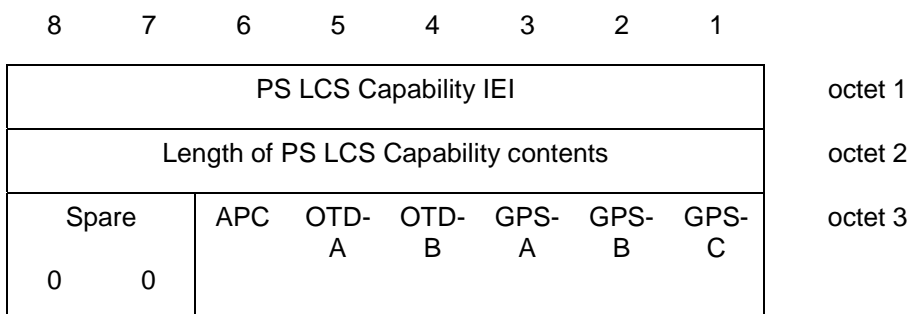 8 7 6 5 4 3 2 1
PS LCS Capability IEI octet 1
Length of PS LCS Capability contents octet 2
Spare APC OTD- OTD- GPS- GPS- GPS- octet 3
A B A B C
0 0